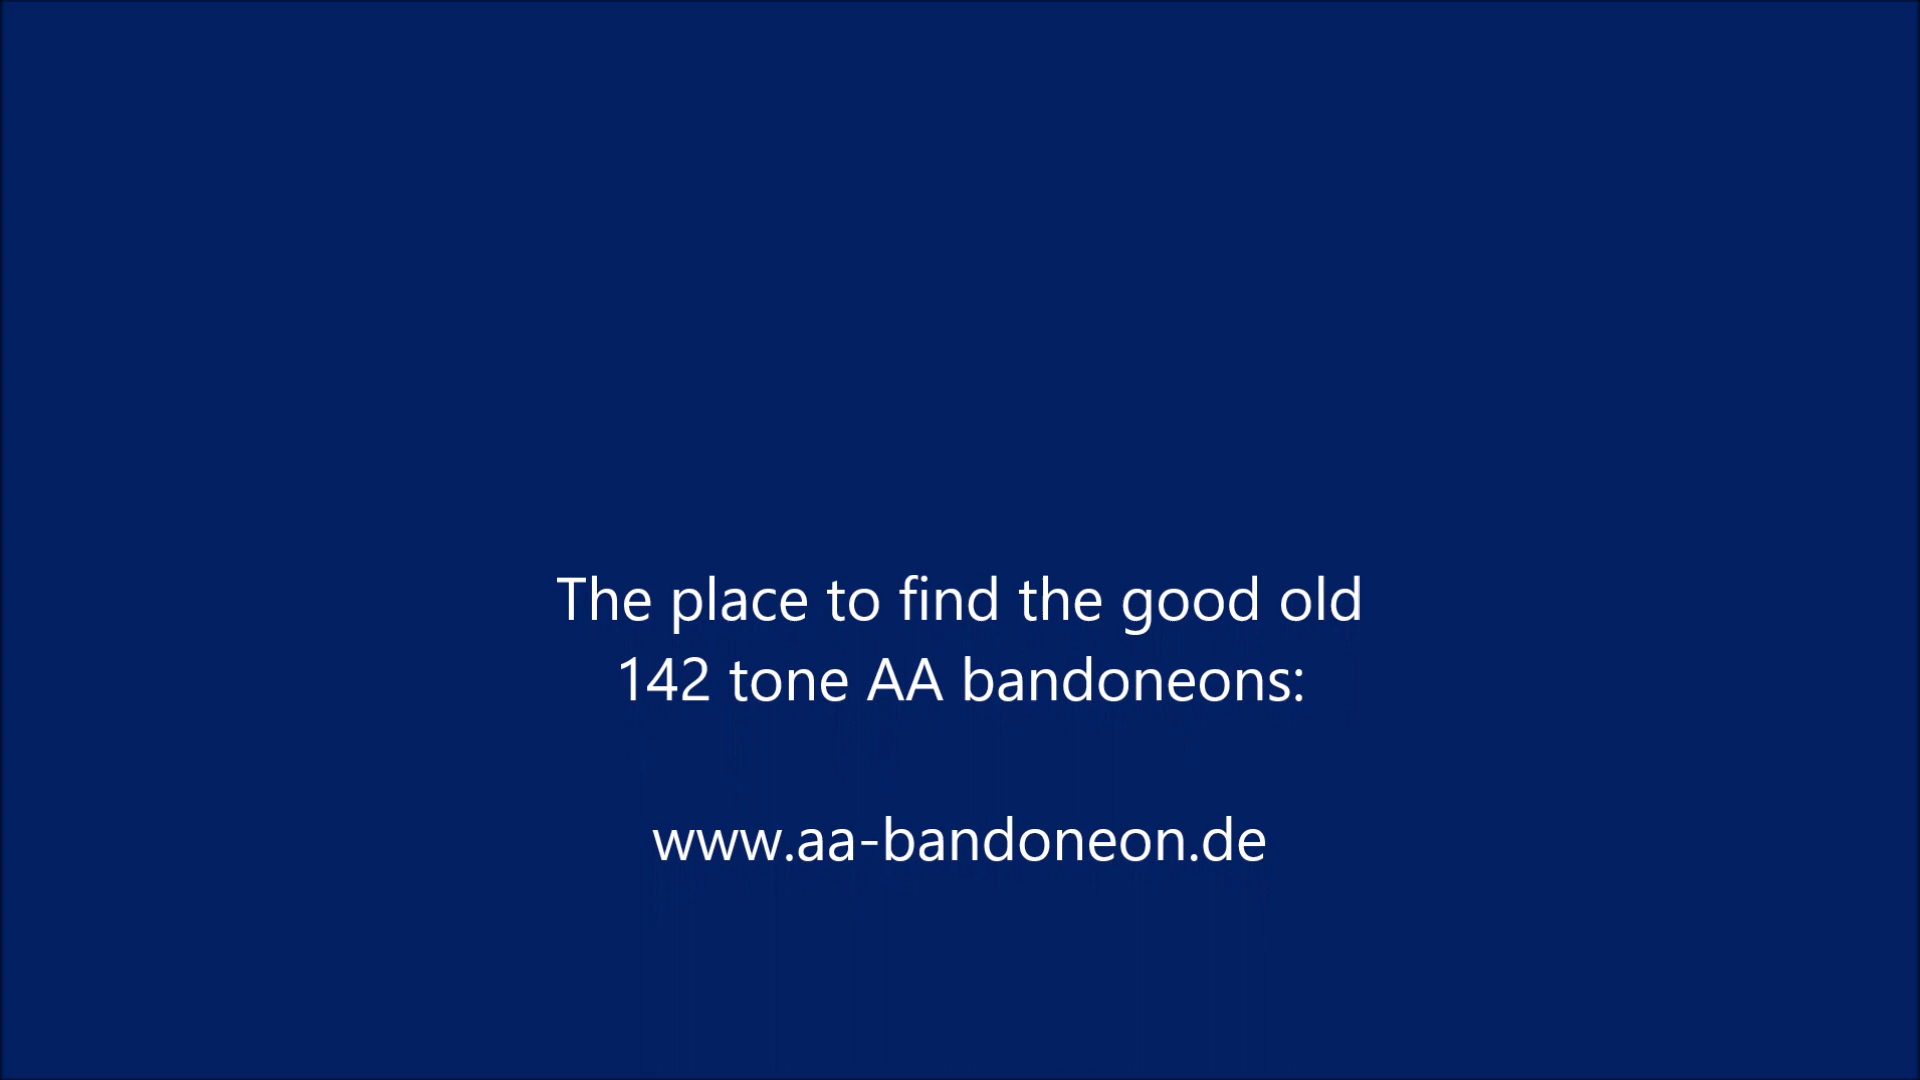 The place to find the good old
142 tone AA bandoneons:
www.aa-bandoneon.de